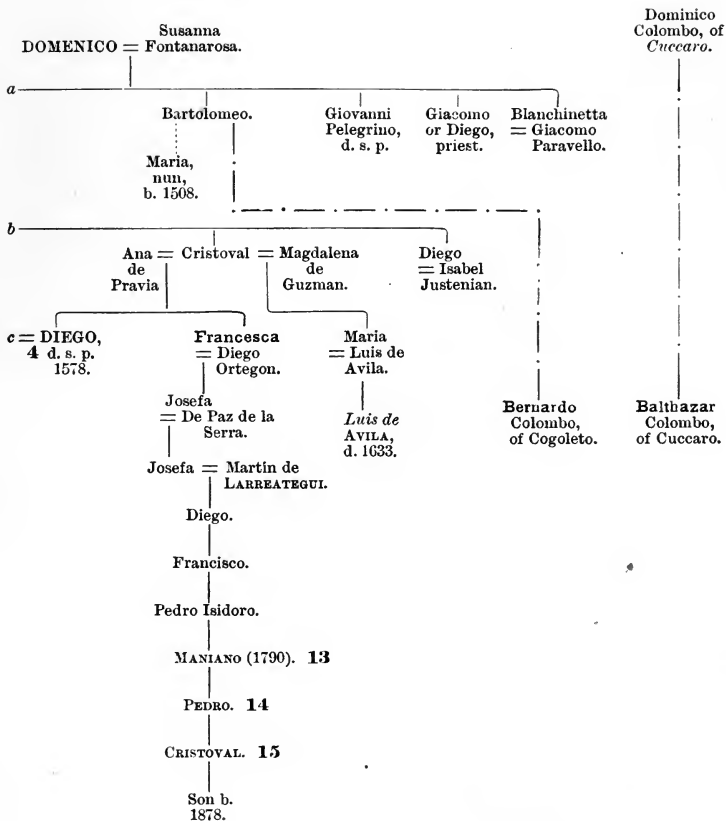 Susanna
DOMENICO = Fontanarosa.
Dominico
Colombo, of
Cuccaro.
a
Bartolomeo.
Giovanni
Pelegrino,
d. s. p.
Giacomo
or Diego,
priest.
Blanchinetta
= Giacomo
Paravello.
Maria,
nun,
b. 1508.
b
Ana = Cristoval = Magdalena
de
Pravia
de
Guzman.
Diego
= Isabel
Justenian.
c = DIEGO,
4 d. s. p.
1578.
Francesca
= Diego
Ortegon.
Maria
= Luis de
Avila.
Josefa
= De Paz de la
Serra.
Luis de
AVILA,
d. 1633.
Bernardo
Colombo,
of Cogoleto.
Balthazar
Colombo,
of Cuccaro.
Josefa = Martin de
LARREATEGUI.
Diego.
Francisco.
Pedro Isidoro.
MANIANO (1790). 13
PEDRO. 14
CRISTOVAL. 15
Son b.
1878.